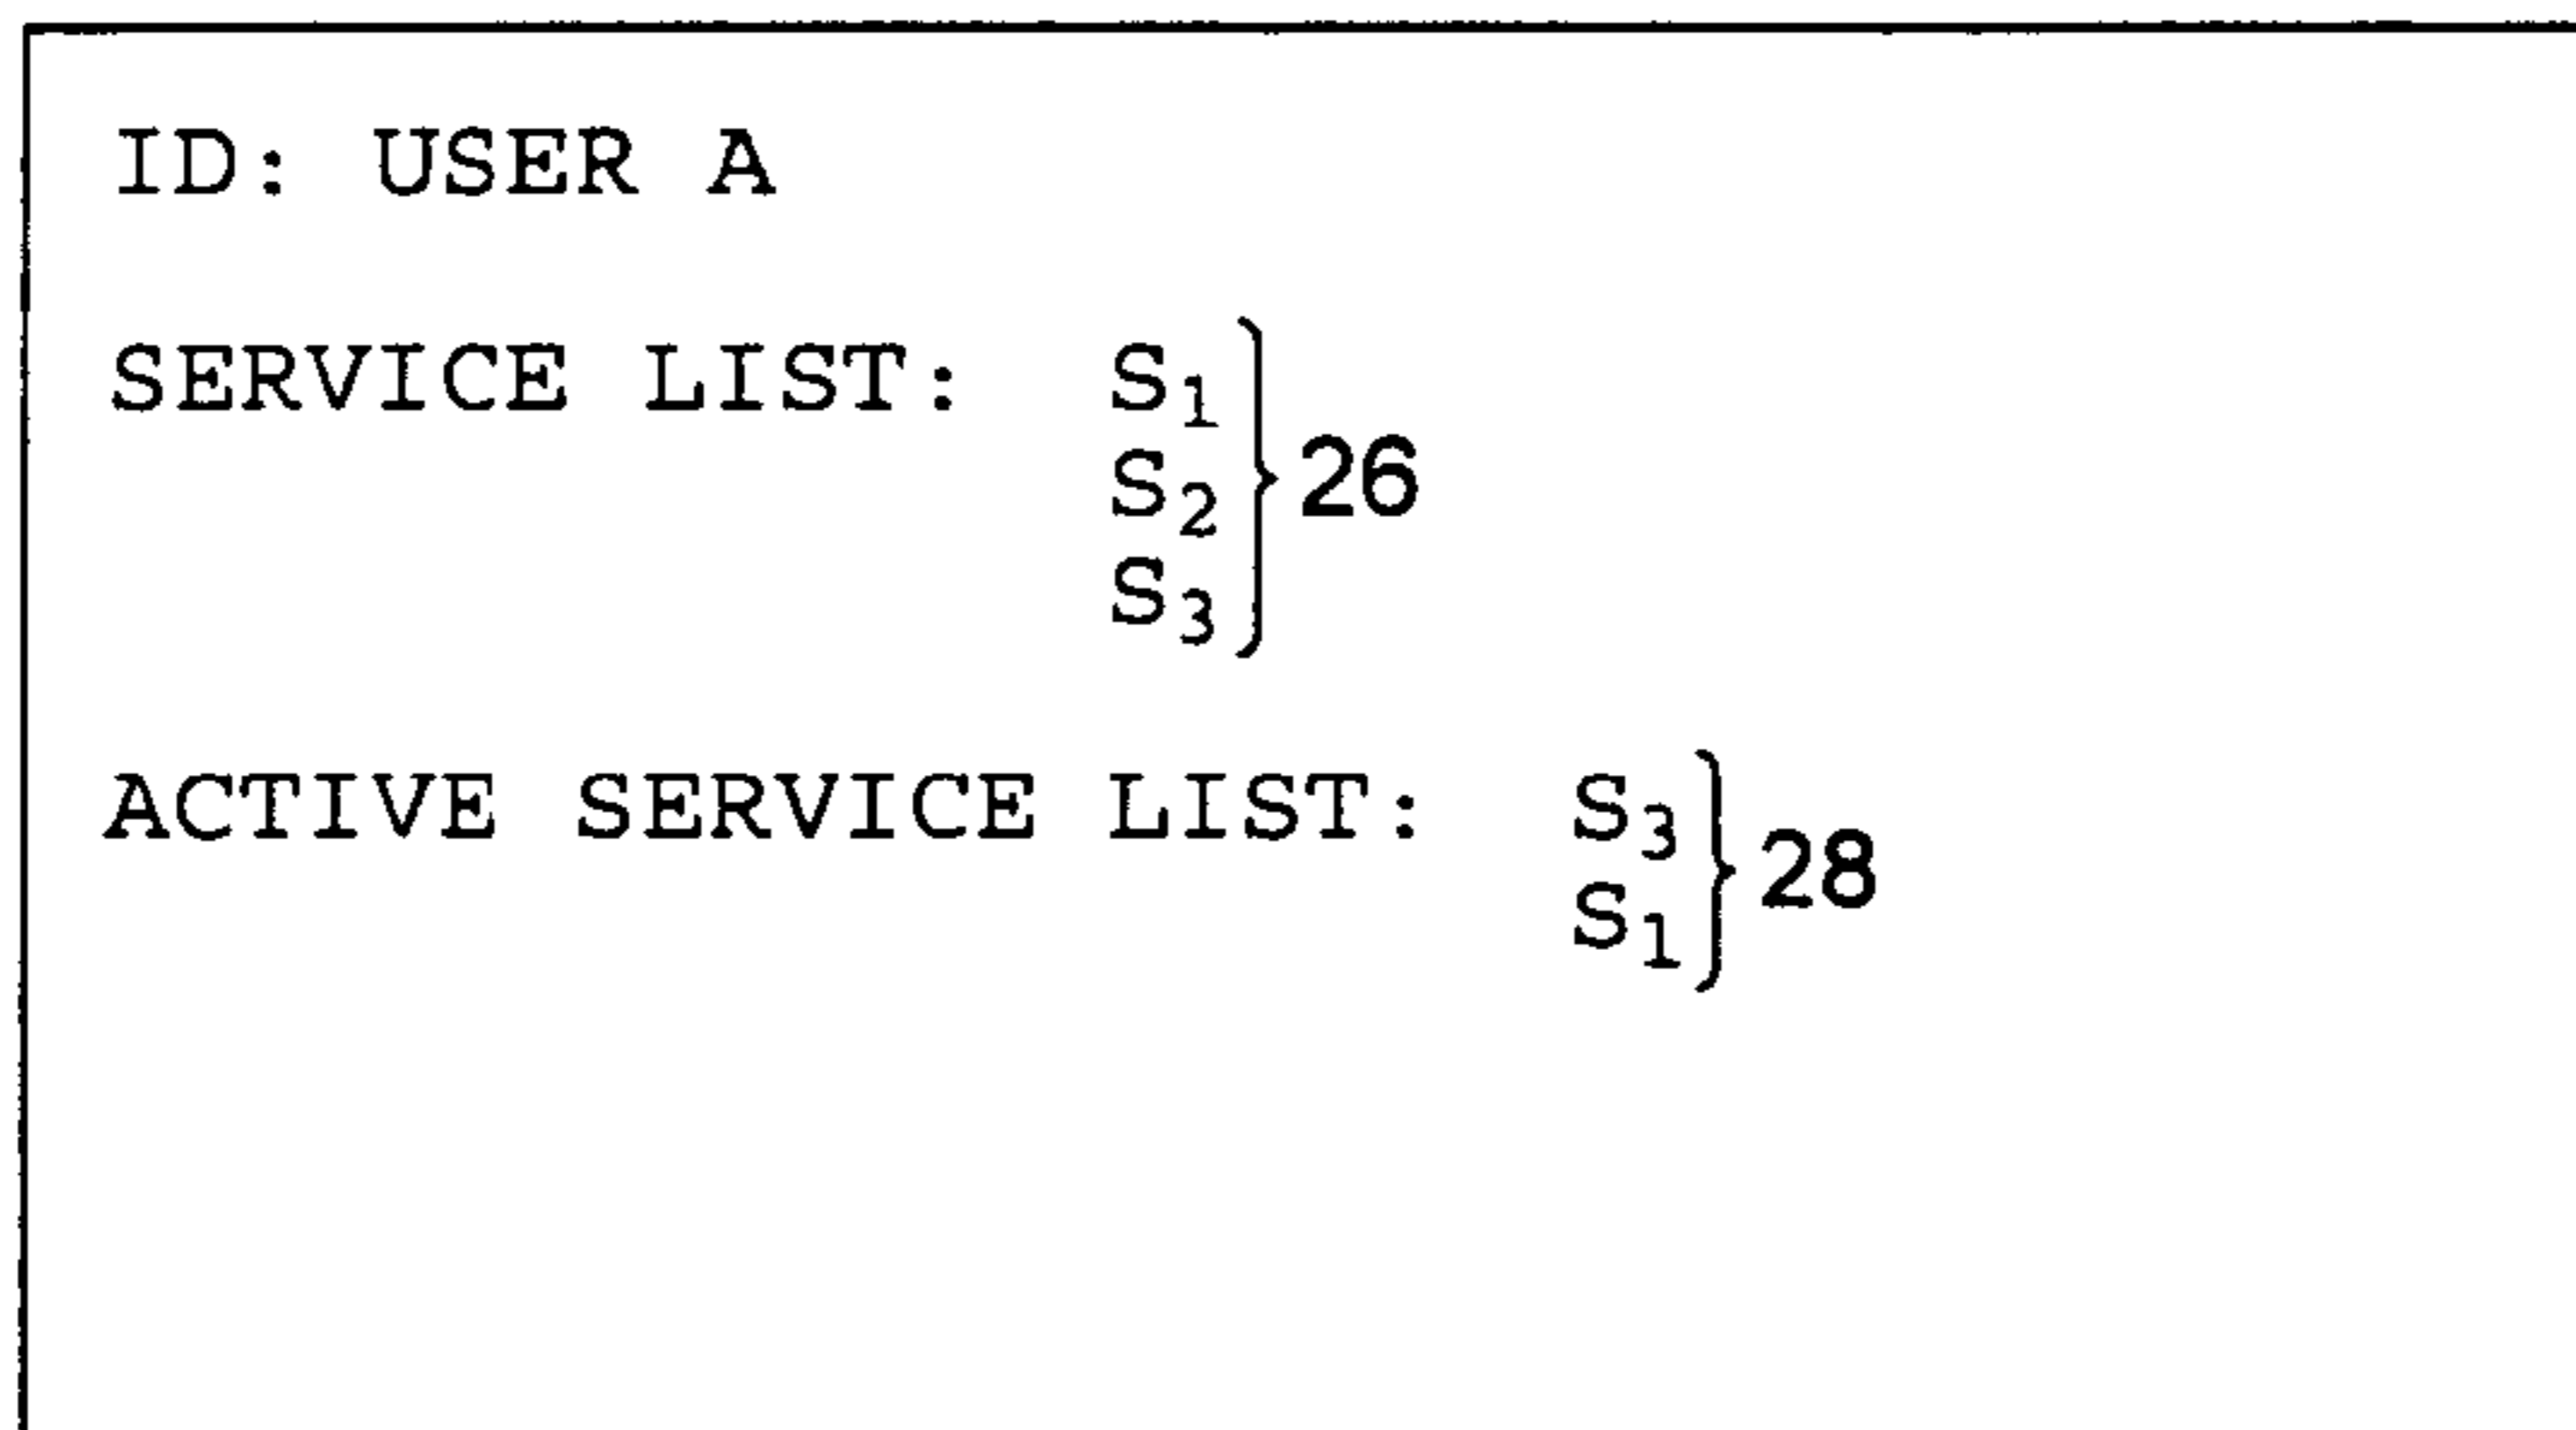 ID: USER A
SERVICE LIST: S₁
S₂
S₃
26
ACTIVE SERVICE LIST: S₃
S₁
28